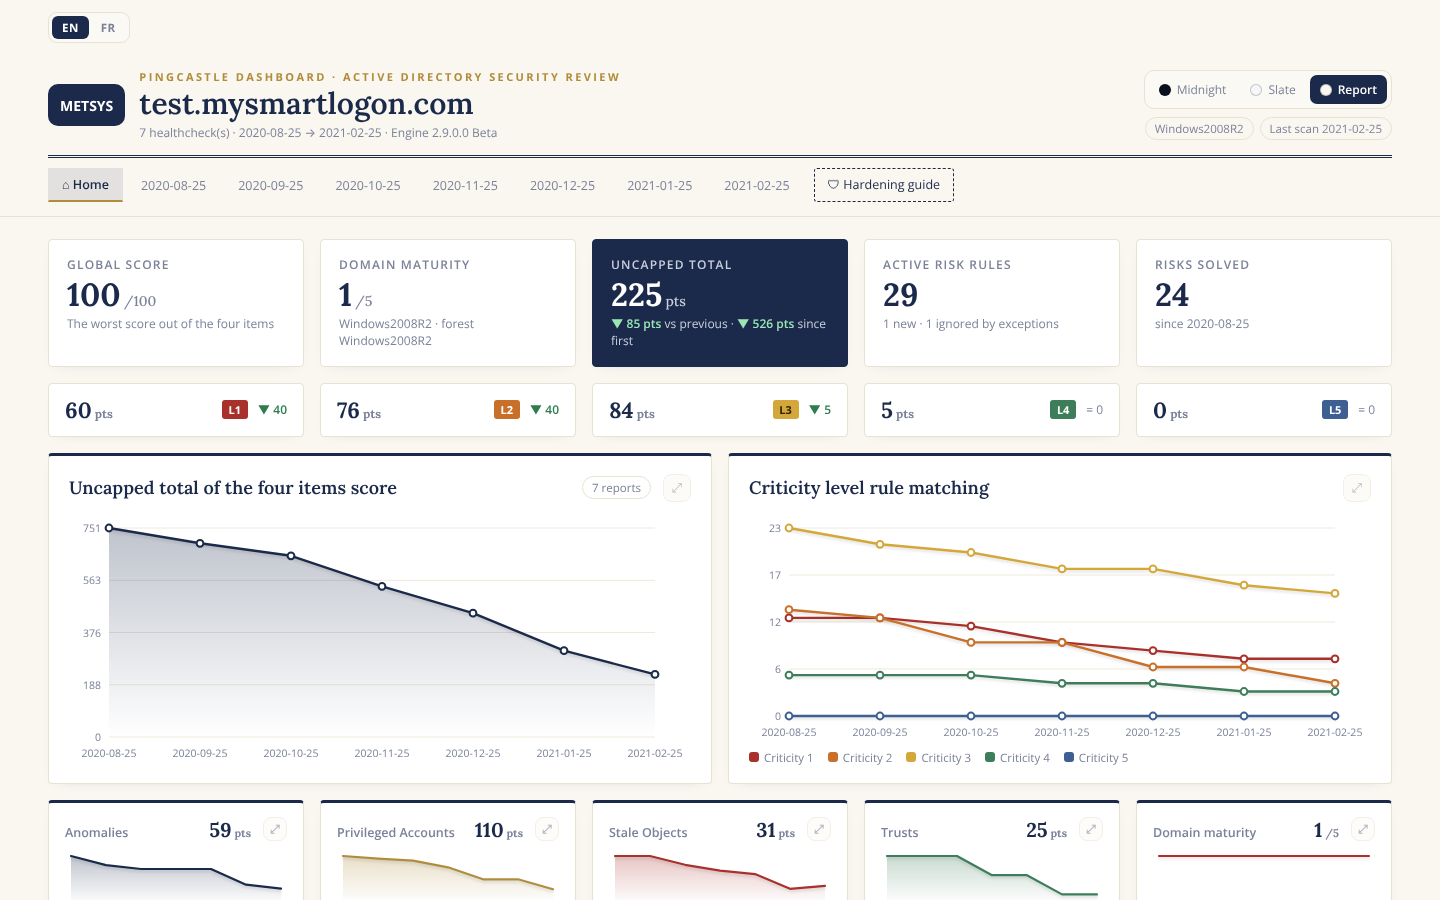 EN FR
METSYS
PINGCASTLE DASHBOARD · ACTIVE DIRECTORY SECURITY REVIEW
test.mysmartlogon.com
7 healthcheck(s) · 2020-08-25 → 2021-02-25 · Engine 2.9.0.0 Beta
Midnight Slate Report
Windows2008R2 Last scan 2021-02-25
⌂ Home 2020-08-25 2020-09-25 2020-10-25 2020-11-25 2020-12-25 2021-01-25 2021-02-25 🛡 Hardening guide
GLOBAL SCORE
100 /100
The worst score out of the four items
DOMAIN MATURITY
1 /5
Windows2008R2 · forest
Windows2008R2
UNCAPPED TOTAL
225 pts
▼ 85 pts vs previous · ▼ 526 pts since
first
ACTIVE RISK RULES
29
1 new · 1 ignored by exceptions
RISKS SOLVED
24
since 2020-08-25
60 pts L1 ▼ 40
76 pts L2 ▼ 40
84 pts L3 ▼ 5
5 pts L4 = 0
0 pts L5 = 0
Uncapped total of the four items score
7 reports
751
563
376
188
0
2020-08-25 2020-09-25 2020-10-25 2020-11-25 2020-12-25 2021-01-25 2021-02-25
Criticity level rule matching
23
17
12
6
0
2020-08-25 2020-09-25 2020-10-25 2020-11-25 2020-12-25 2021-01-25 2021-02-25
Criticity 1 Criticity 2 Criticity 3 Criticity 4 Criticity 5
Anomalies 59 pts
Privileged Accounts 110 pts
Stale Objects 31 pts
Trusts 25 pts
Domain maturity 1 /5